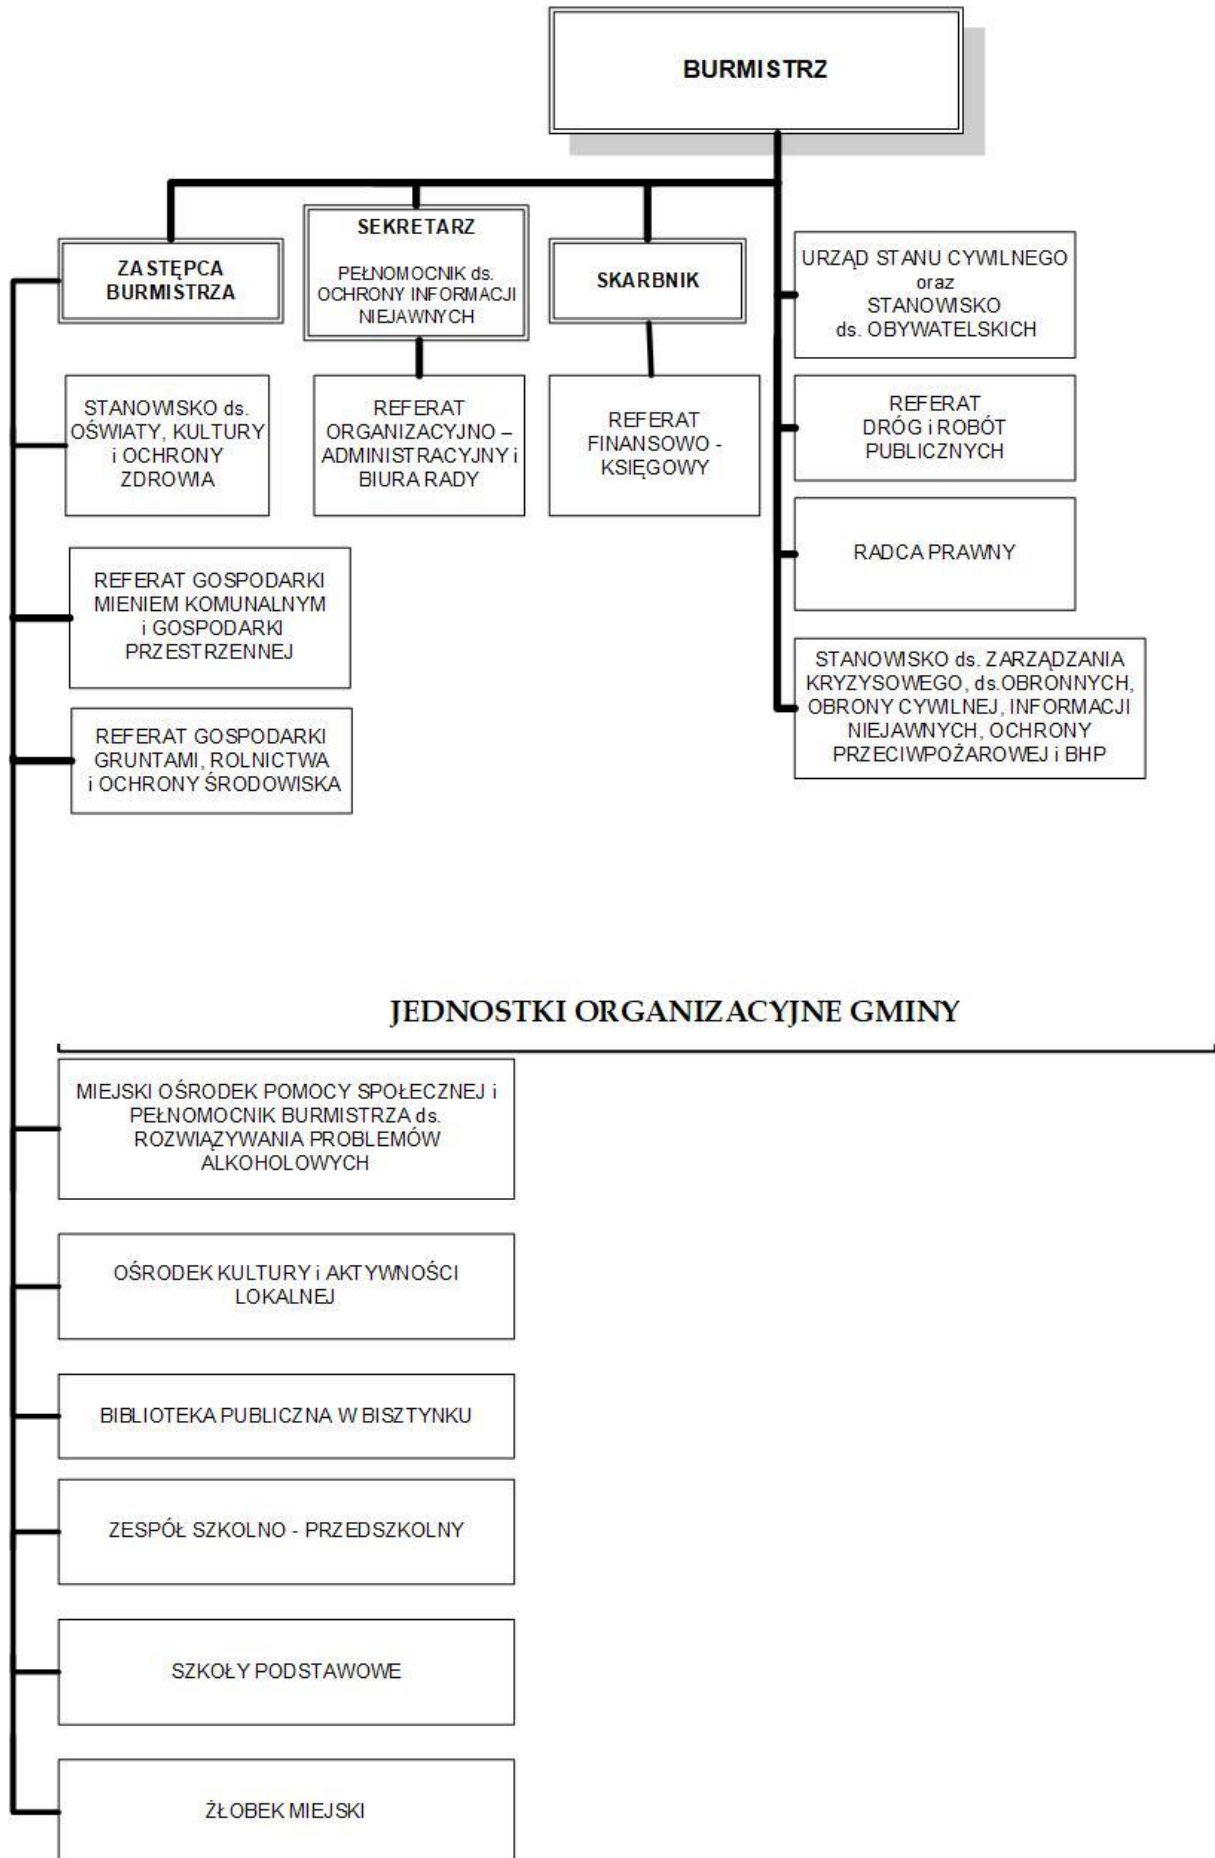 BURMISTRZ
ZASTĘPCA
BURMISTRZA
SEKRETARZ
PEŁNOMOCNIK ds.
OCHRONY INFORMACJI
NIEJAWNYCH
SKARBNIK
URZĄD STANU CYWILNEGO
oraz
STANOWISKO
ds. OBYWATELSKICH
STANOWISKO ds.
OŚWIATY, KULTURY
i OCHRONY
ZDROWIA
REFERAT
ORGANIZACYJNO –
ADMINISTRACYJNY i
BIURA RADY
REFERAT
FINANSOWO -
KSIĘGOWY
REFERAT
DRÓG i ROBÓT
PUBLICZNYCH
RADCA PRAWNY
REFERAT GOSPODARKI
MIENIEM KOMUNALNYM
i GOSPODARKI
PRZESTRZENNEJ
STANOWISKO ds. ZARZĄDZANIA
KRYZYSOWEGO, ds.OBRONNYCH,
OBRONY CYWILNEJ, INFORMACJI
NIEJAWNYCH, OCHRONY
PRZECIWPOŻAROWEJ i BHP
REFERAT GOSPODARKI
GRUNTAMI, ROLNICTWA
i OCHRONY ŚRODOWISKA
JEDNOSTKI ORGANIZACYJNE GMINY
MIEJSKI OŚRODEK POMOCY SPOŁECZNEJ i
PEŁNOMOCNIK BURMISTRZA ds.
ROZWIĄZYWANIA PROBLEMÓW
ALKOHOLOWYCH
OŚRODEK KULTURY i AKTYWNOŚCI
LOKALNEJ
BIBLIOTEKA PUBLICZNA W BISZTYNKU
ZESPÓŁ SZKOLNO - PRZEDSZKOLNY
SZKOŁY PODSTAWOWE
ŻŁOBEK MIEJSKI